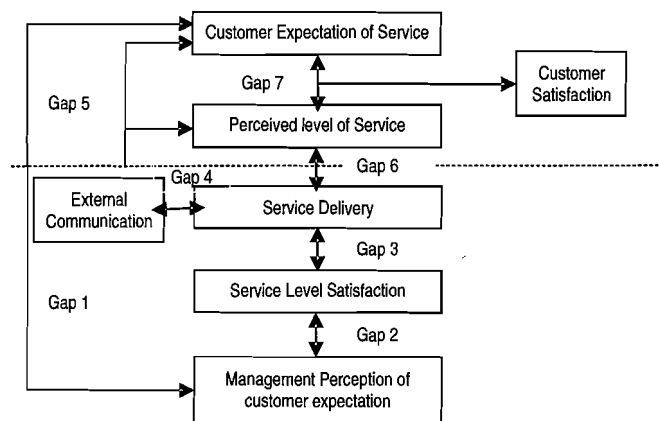 Customer Expectation of Service
Gap 7
Customer
Satisfaction
Gap 5
Perceived level of Service
Gap 6
Gap 4
External
Communication
Service Delivery
Gap 3
Service Level Satisfaction
Gap 1
Gap 2
Management Perception of
customer expectation